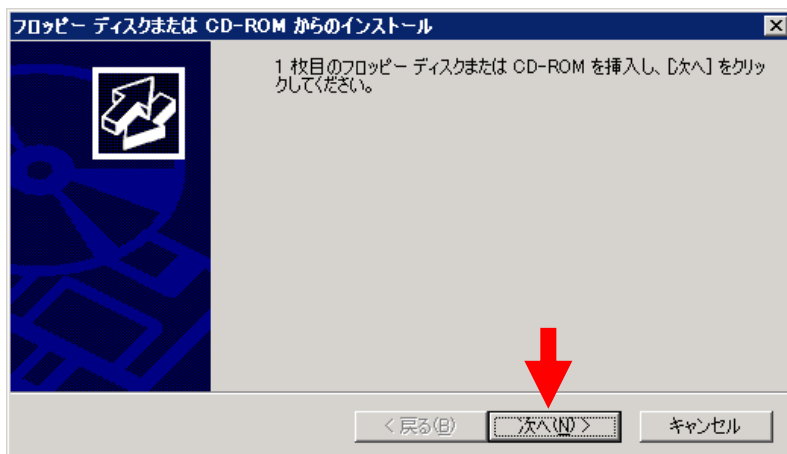 フロッピー ディスクまたは CD-ROM からのインストール
1 枚目のフロッピー ディスクまたは CD-ROM を挿入し、[次へ] をクリッ
クしてください。
< 戻る(B)
次へ(N) >
キャンセル